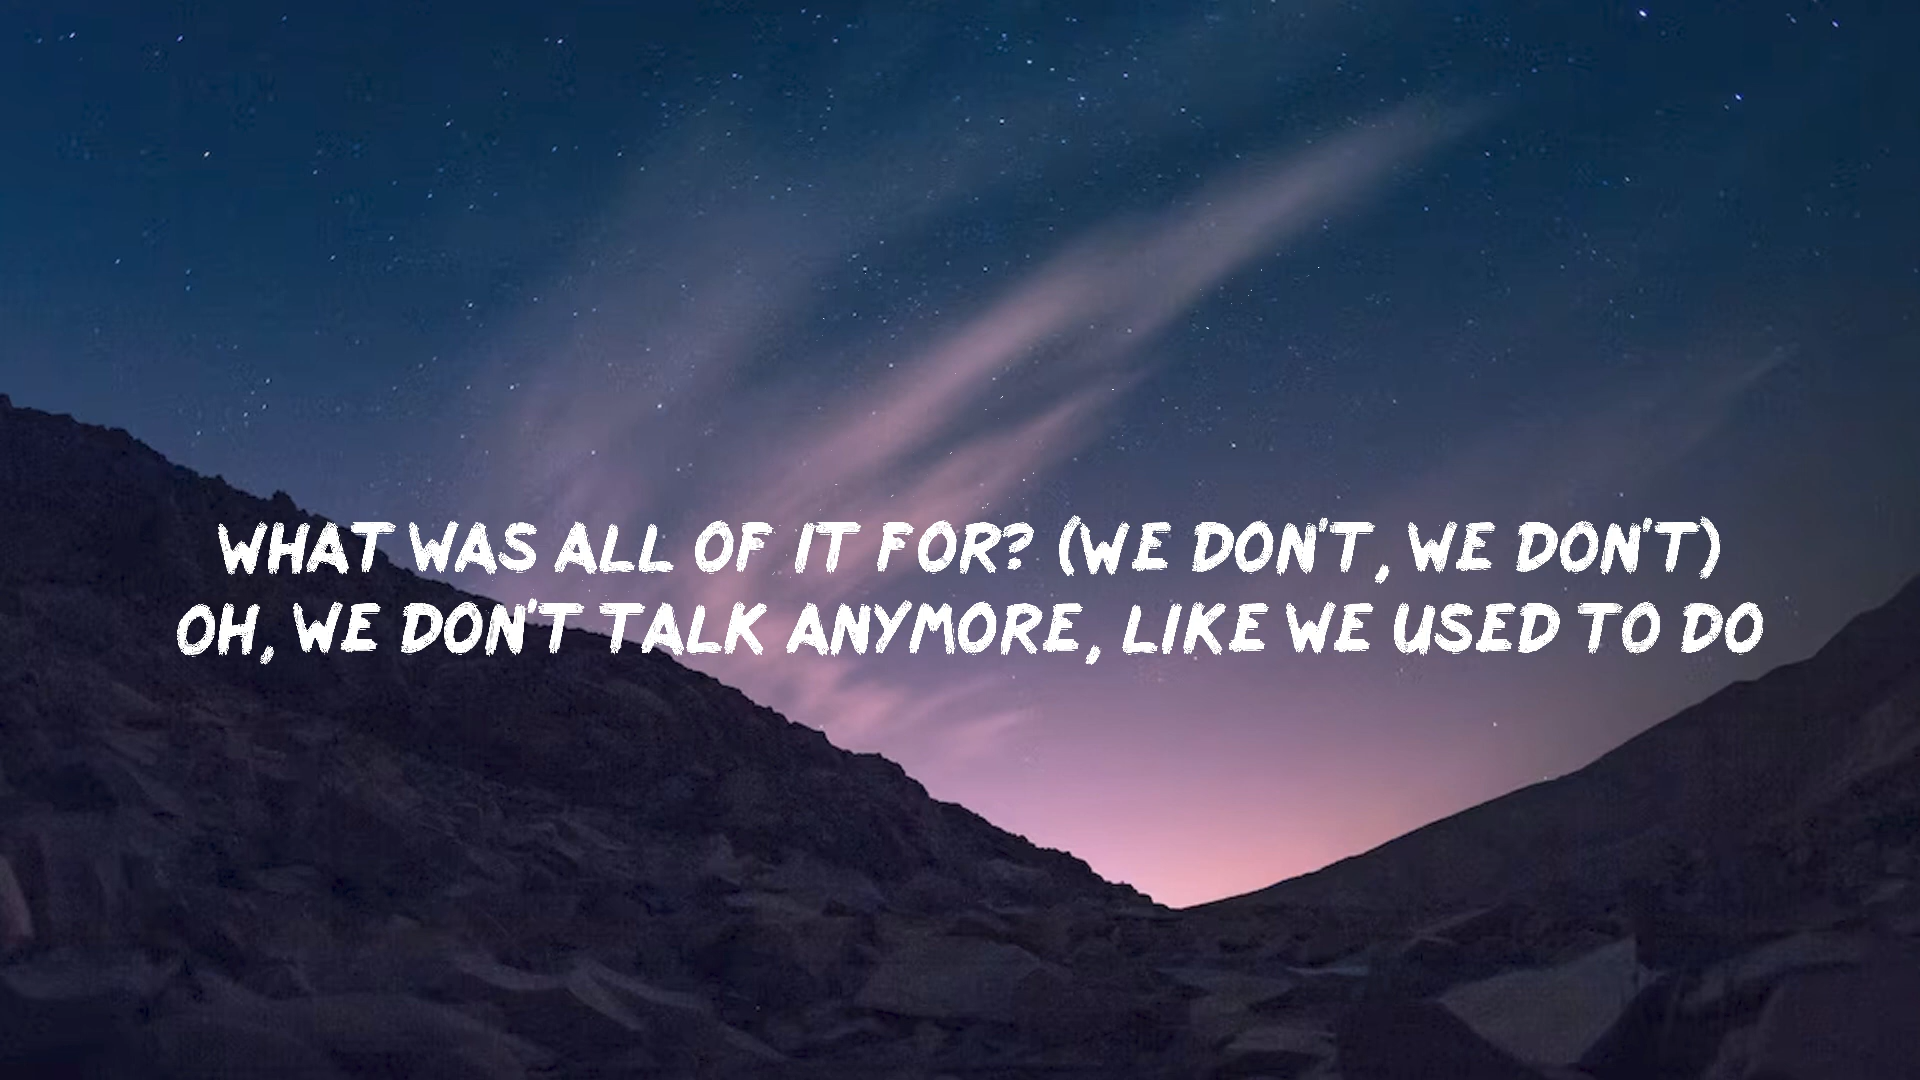 WHAT WAS ALL OF IT FOR? (WE DON'T, WE DON'T)
OH, WE DON'T TALK ANYMORE, LIKE WE USED TO DO